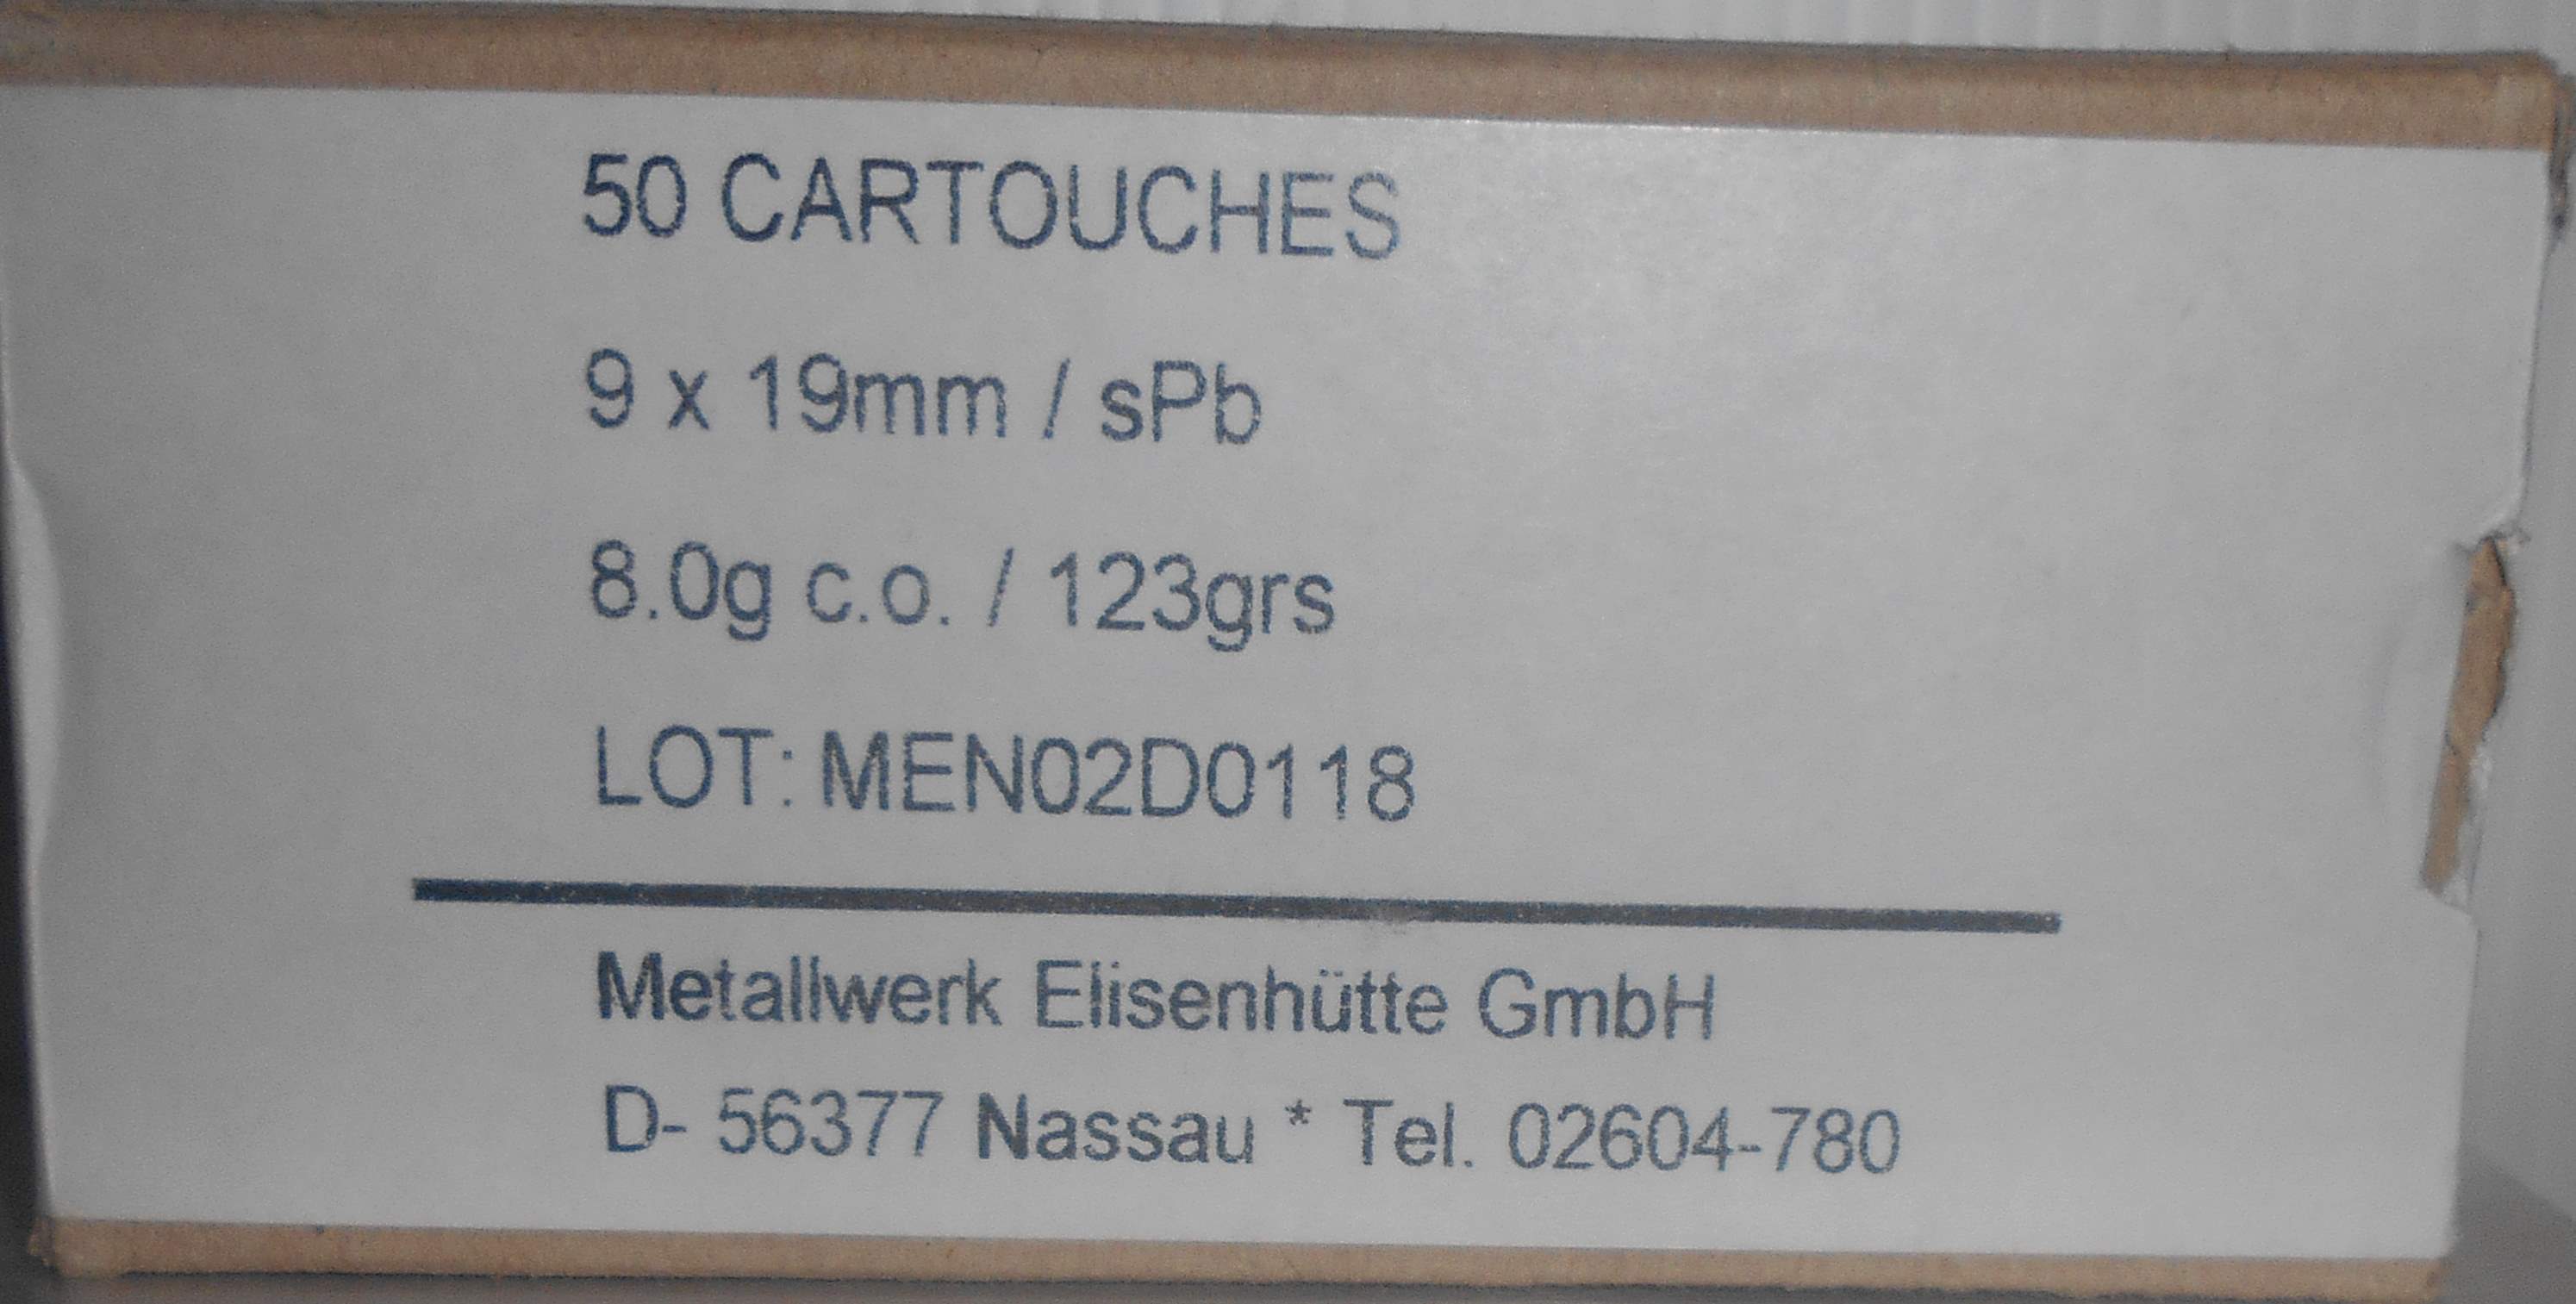 50 CARTOUCHES
9 x 19mm / sPb
8.0g c.o. / 123grs
LOT: MEN02D0118
Metallwerk Elisenhütte GmbH
D- 56377 Nassau * Tel. 02604-780